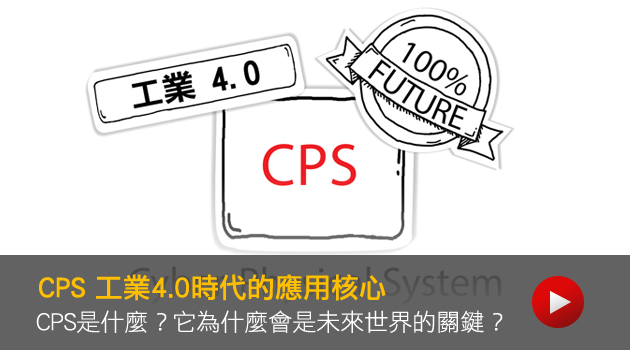 工業 4.0
100%
FUTURE
CPS
Cyber-Physical System
CPS 工業4.0時代的應用核心
CPS是什麼？它為什麼會是未來世界的關鍵？